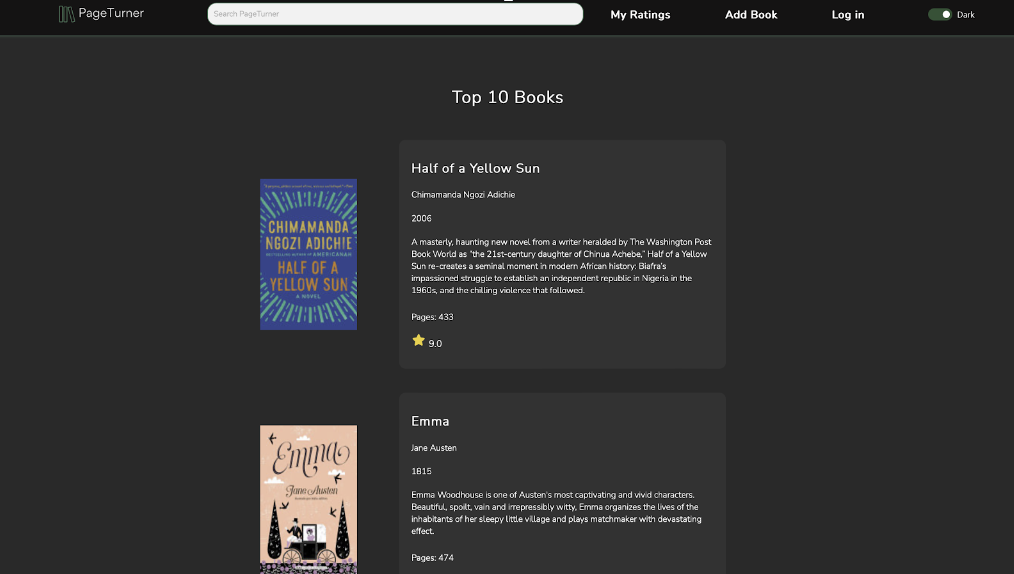 PageTurner
Search PageTurner
My Ratings
Add Book
Log in
Dark
Top 10 Books
CHIMAMANDA
NGOZI ADICHIE
BESTSELLING AUTHOR OF AMERICANAH
HALF OF A
YELLOW SUN
A NOVEL
Half of a Yellow Sun
Chimamanda Ngozi Adichie
2006
A masterly, haunting new novel from a writer heralded by The Washington Post
Book World as “the 21st-century daughter of Chinua Achebe,” Half of a Yellow
Sun re-creates a seminal moment in modern African history: Biafra’s
impassioned struggle to establish an independent republic in Nigeria in the
1960s, and the chilling violence that followed.
Pages: 433
9.0
Emma
Jane Austen
Emma
Jane Austen
1815
Emma Woodhouse is one of Austen’s most captivating and vivid characters.
Beautiful, spoilt, vain and irrepressibly witty, Emma organizes the lives of the
inhabitants of her sleepy little village and plays matchmaker with devastating
effect.
Pages: 474